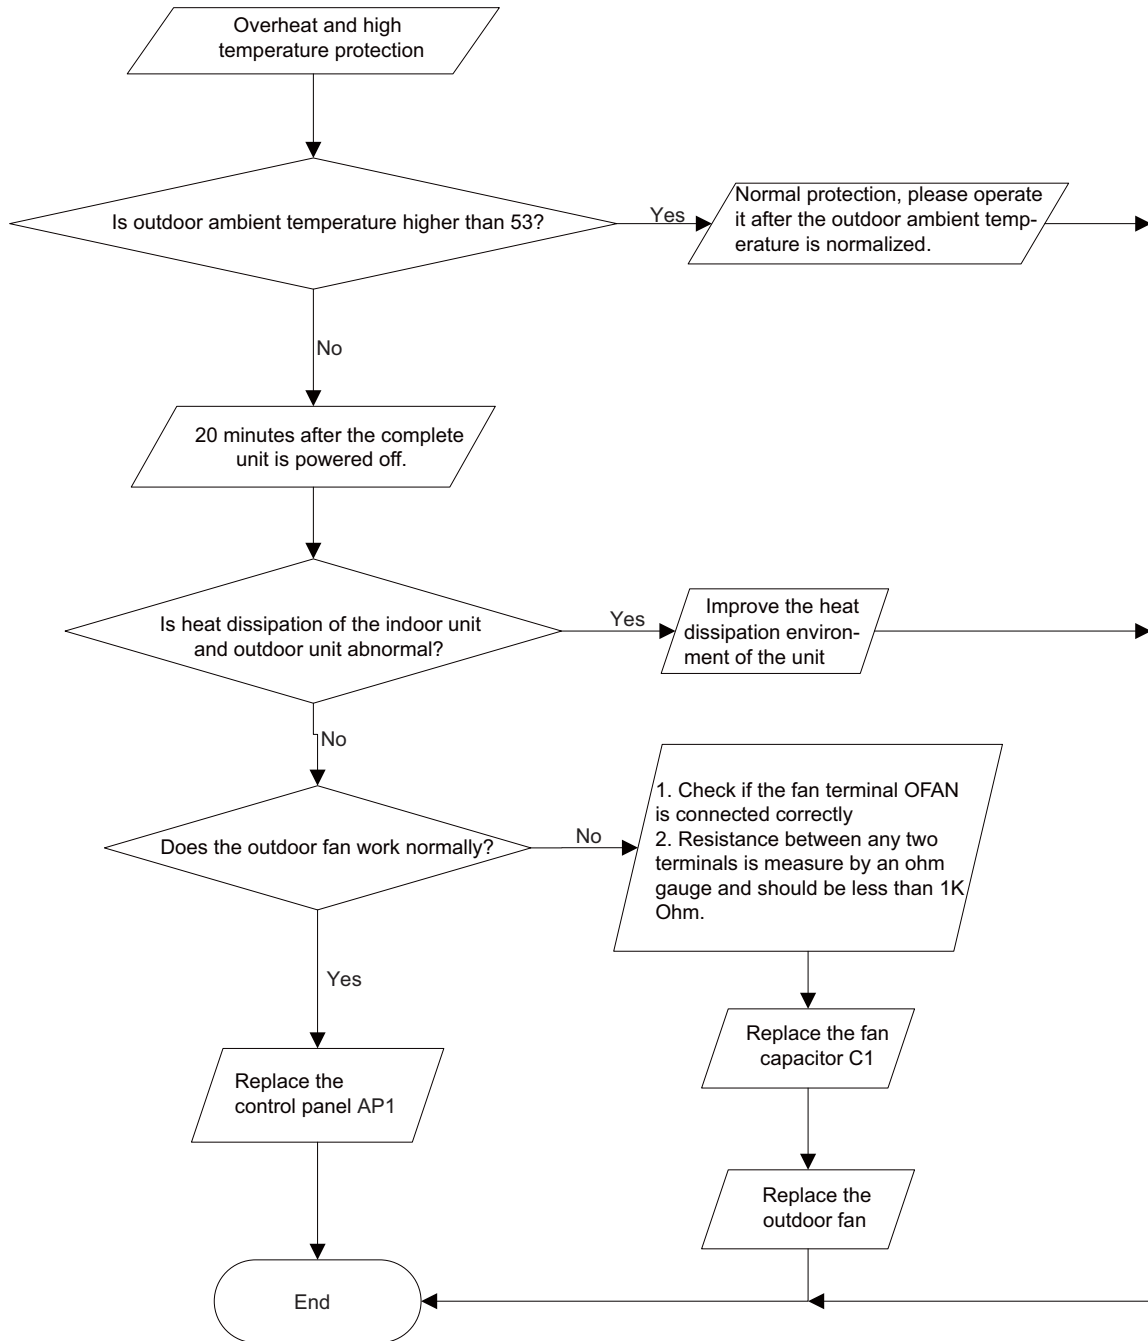 Overheat and high
temperature protection
Is outdoor ambient temperature higher than 53?
Yes
Normal protection, please operate
it after the outdoor ambient temp-
erature is normalized.
No
20 minutes after the complete
unit is powered off.
Is heat dissipation of the indoor unit
and outdoor unit abnormal?
Yes
Improve the heat
dissipation environ-
ment of the unit
No
Does the outdoor fan work normally?
No
1. Check if the fan terminal OFAN
is connected correctly
2. Resistance between any two
terminals is measure by an ohm
gauge and should be less than 1K
Ohm.
Yes
Replace the fan
capacitor C1
Replace the
control panel AP1
Replace the
outdoor fan
End